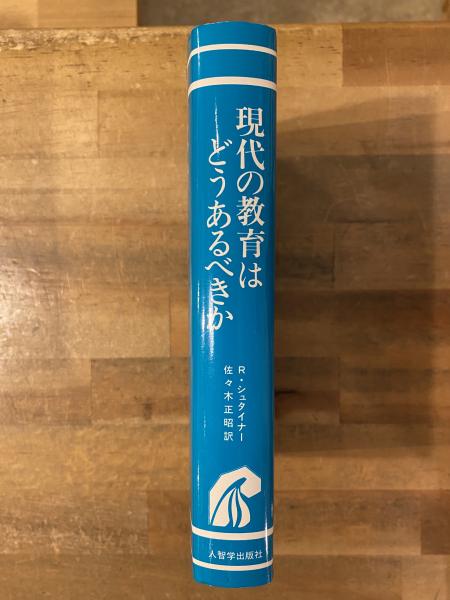 現代の教育は
どうあるべきか
R・シュタイナー
佐々木正昭訳
人智学出版社